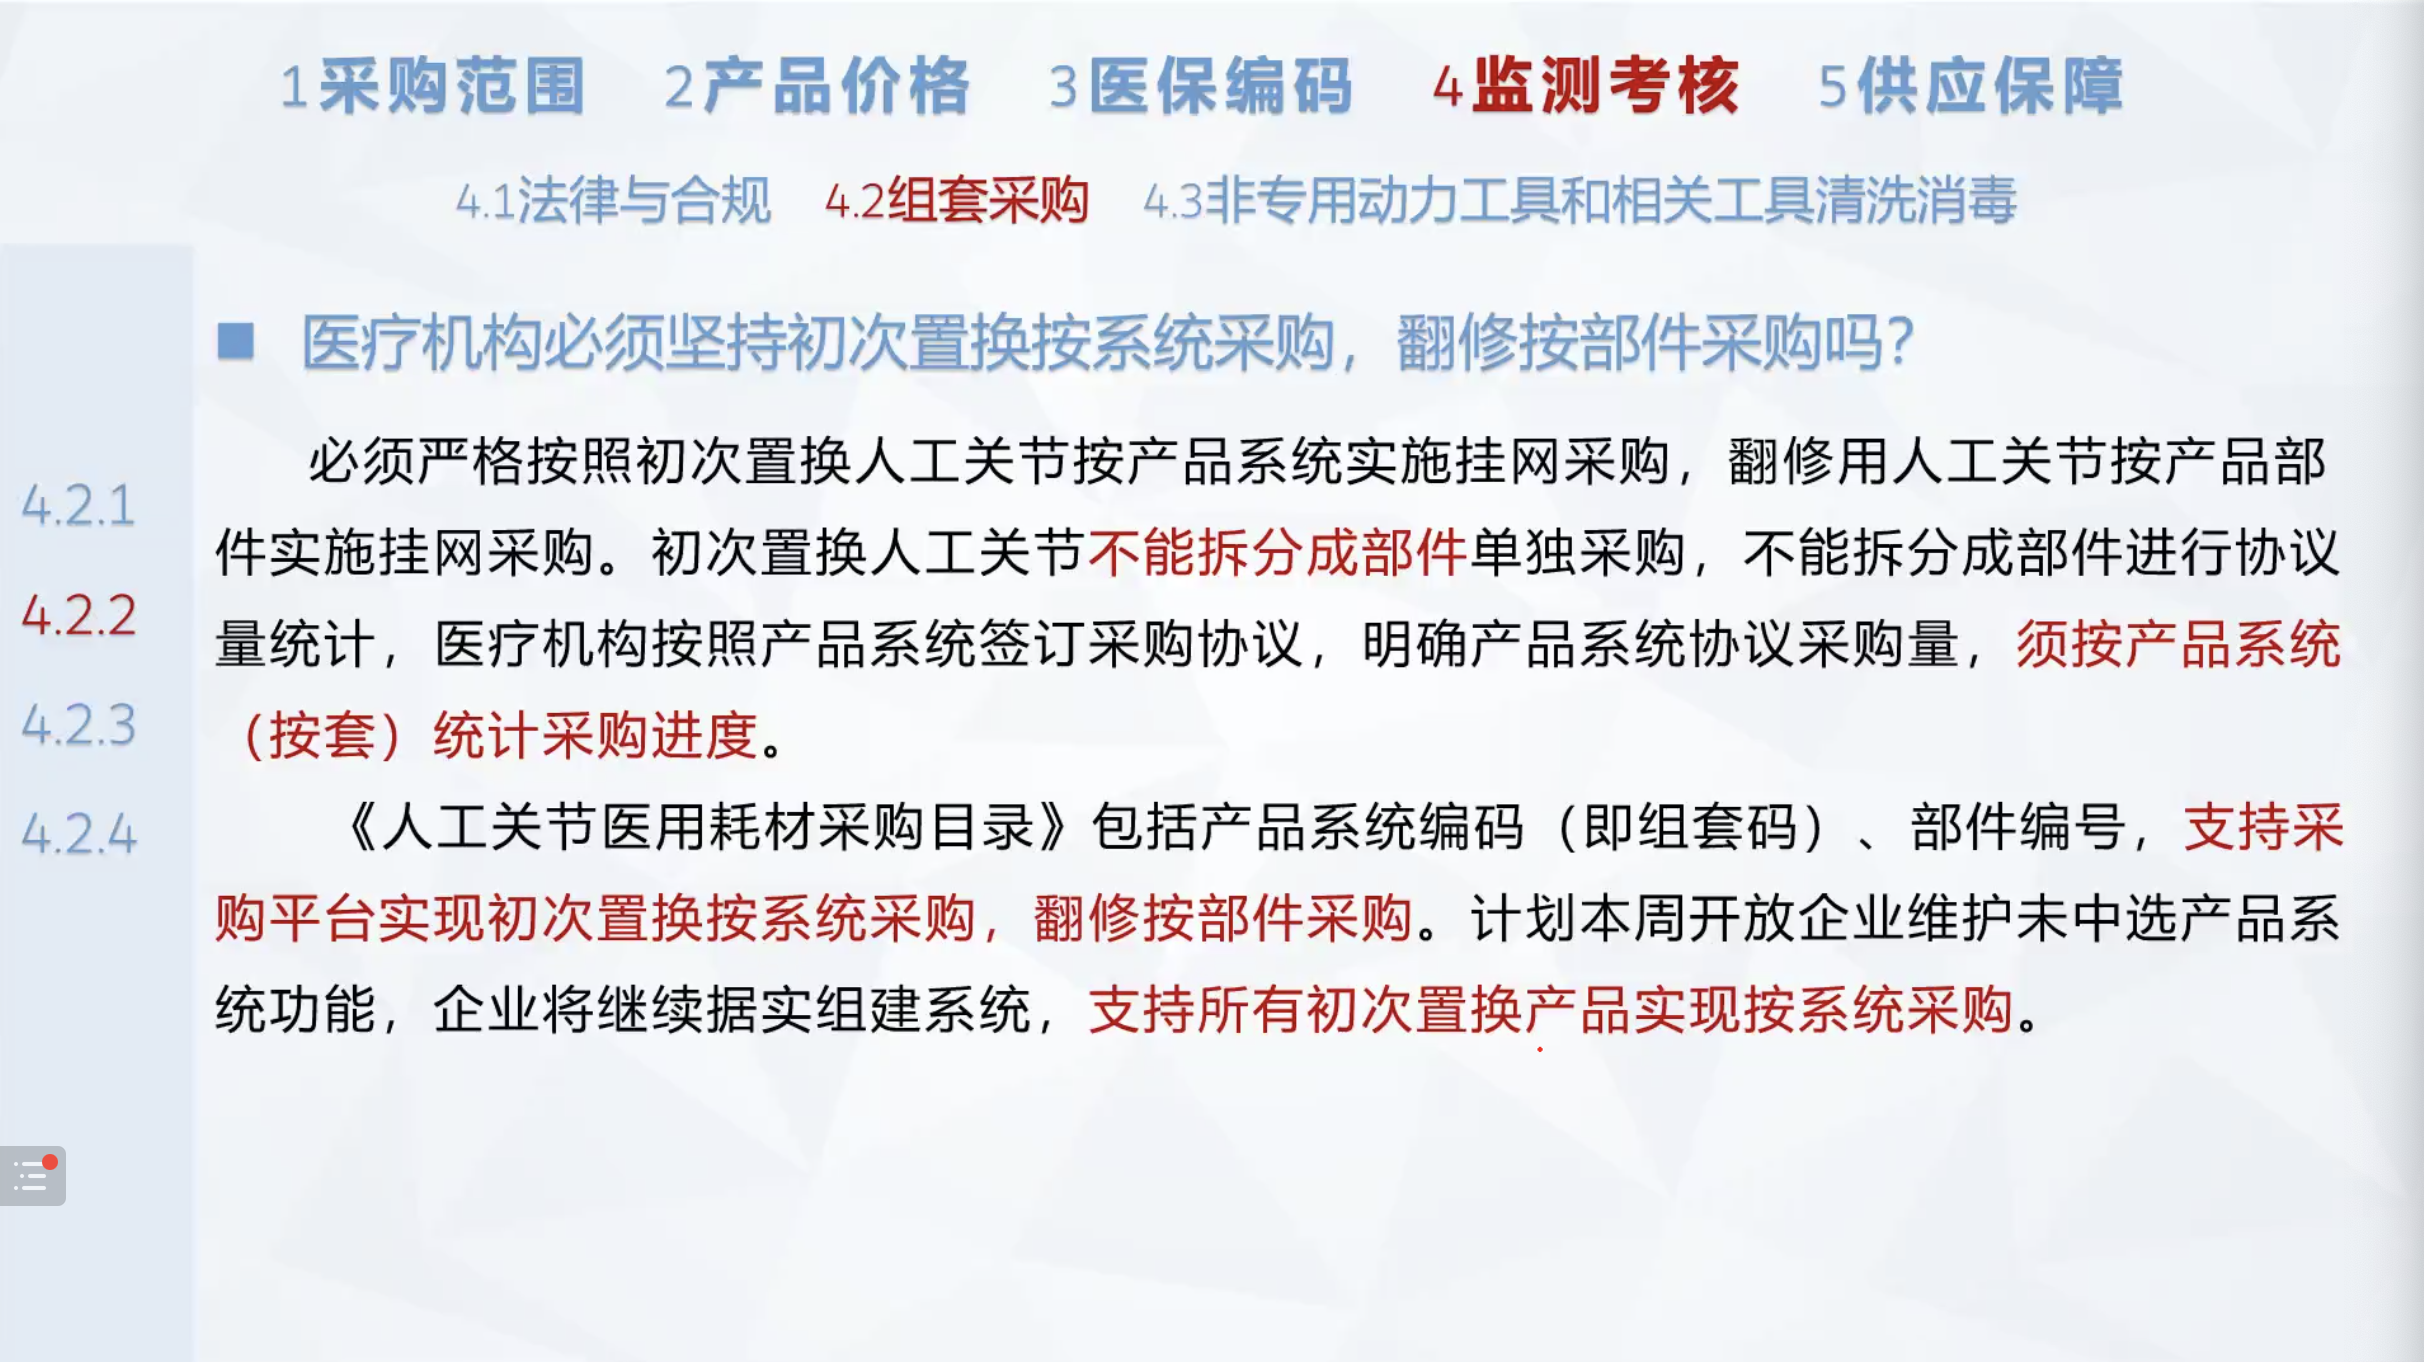 1采购范围 2产品价格 3医保编码 4监测考核 5供应保障
4.1法律与合规 4.2组套采购 4.3非专用动力工具和相关工具清洗消毒
医疗机构必须坚持初次置换按系统采购，翻修按部件采购吗？
必须严格按照初次置换人工关节按产品系统实施挂网采购，翻修用人工关节按产品部
件实施挂网采购。初次置换人工关节不能拆分成部件单独采购，不能拆分成部件进行协议
量统计，医疗机构按照产品系统签订采购协议，明确产品系统协议采购量，须按产品系统
（按套）统计采购进度。
《人工关节医用耗材采购目录》包括产品系统编码（即组套码）、部件编号，支持采
购平台实现初次置换按系统采购，翻修按部件采购。计划本周开放企业维护未中选产品系
统功能，企业将继续据实组建系统，支持所有初次置换产品实现按系统采购。
4.2.1
4.2.2
4.2.3
4.2.4